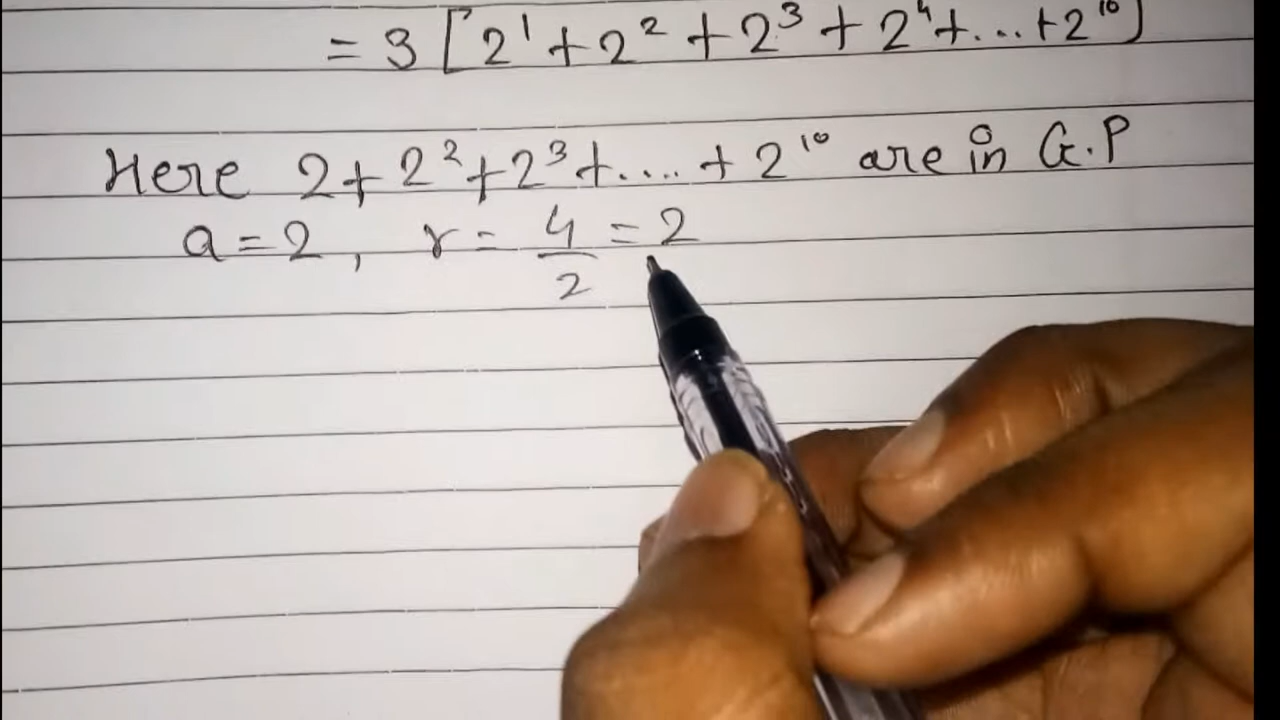 = 3 [2¹ + 2² + 2³ + 2⁴ + ... + 2¹⁰]
Here 2 + 2² + 2³ + .... + 2¹⁰ are in G.P
a = 2, r = 4/2 = 2